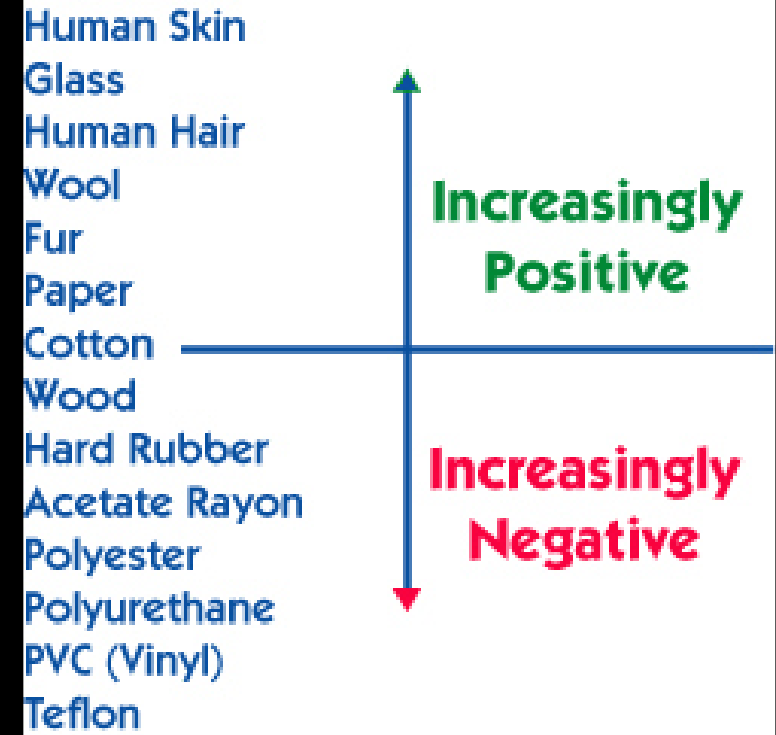 Human Skin
Glass
Human Hair
Wool
Fur
Paper
Cotton
Wood
Hard Rubber
Acetate Rayon
Polyester
Polyurethane
PVC (Vinyl)
Teflon
Increasingly
Positive
Increasingly
Negative